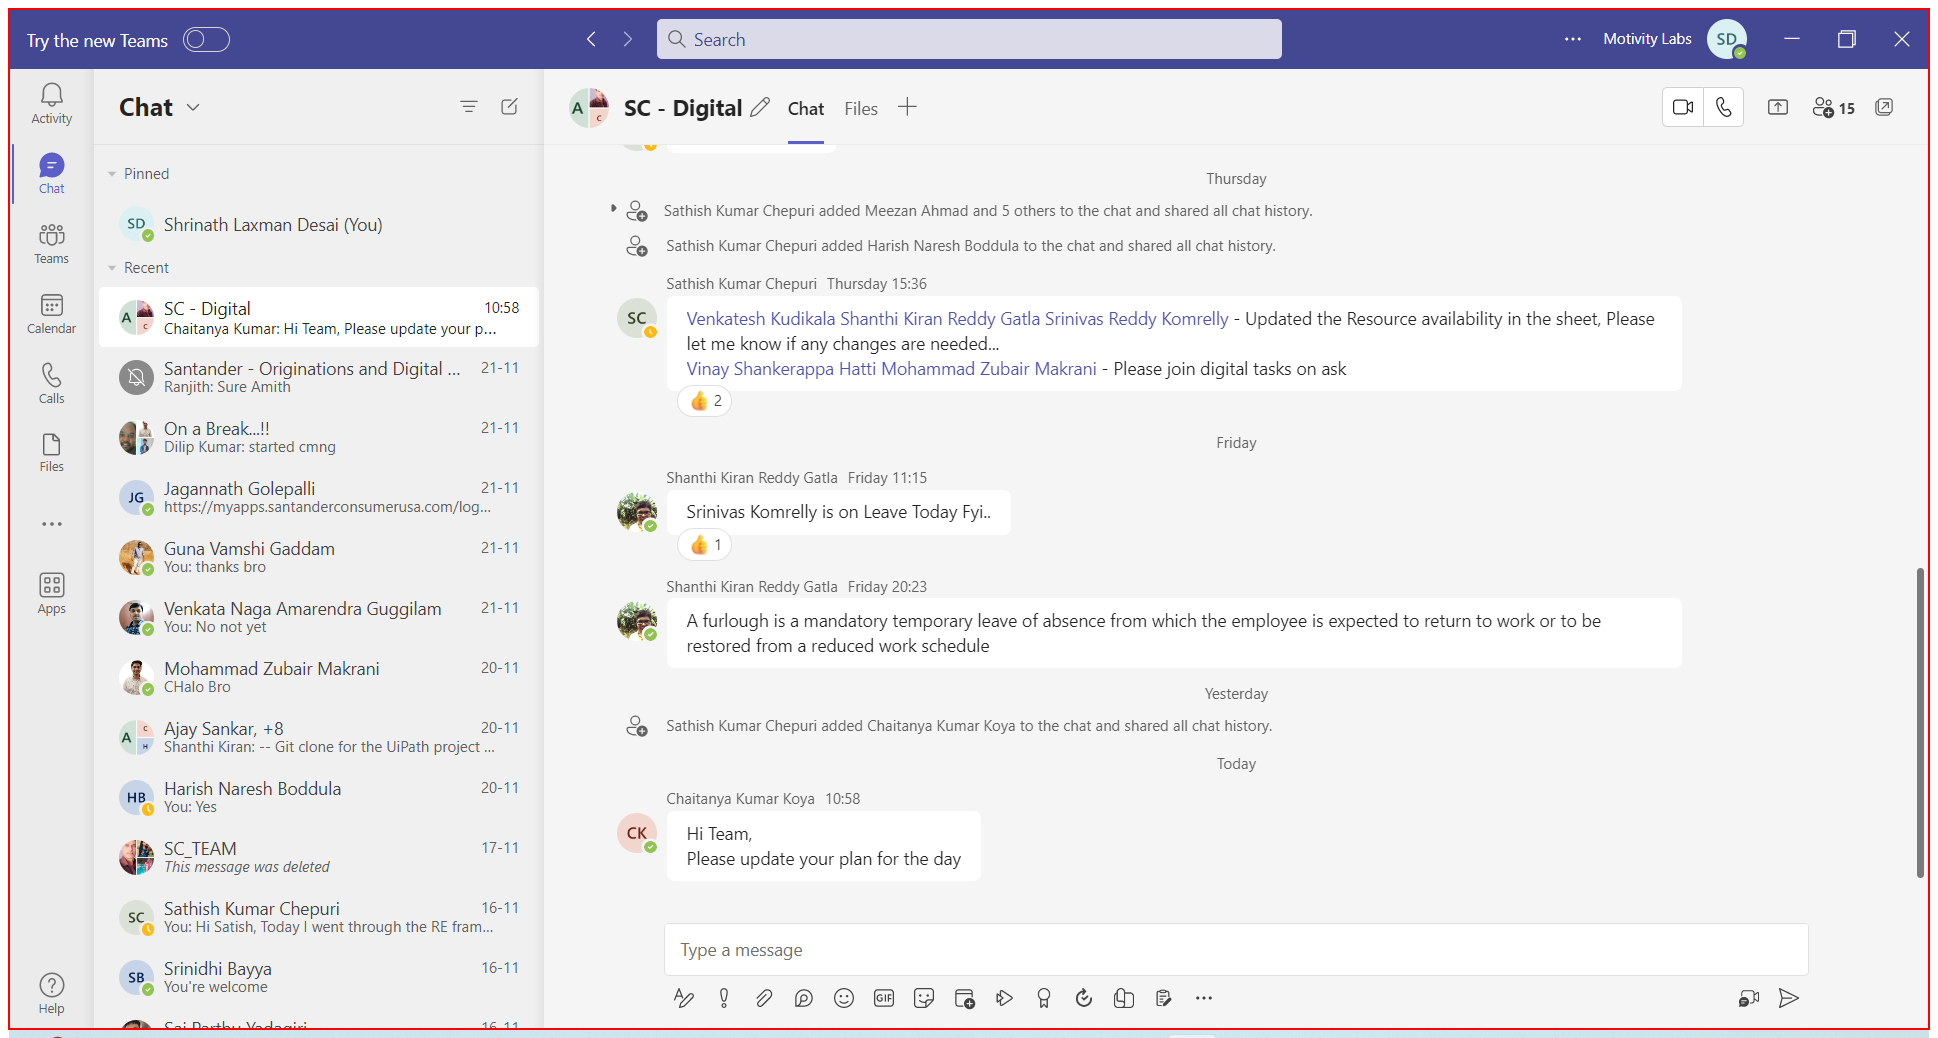 Try the new Teams
Search
Motivity Labs
SD
Activity
Chat
Teams
Calendar
Calls
Files
Apps
Help
Chat
Pinned
SD
Shrinath Laxman Desai (You)
Recent
A
C
SC - Digital
10:58
Chaitanya Kumar: Hi Team, Please update your p...
Santander - Originations and Digital ...
21-11
Ranjith: Sure Amith
On a Break...!!
21-11
Dilip Kumar: started cmng
JG
Jagannath Golepalli
21-11
https://myapps.santanderconsumerusa.com/log...
Guna Vamshi Gaddam
21-11
You: thanks bro
Venkata Naga Amarendra Guggilam
21-11
You: No not yet
Mohammad Zubair Makrani
20-11
CHalo Bro
A
C
H
Ajay Sankar, +8
20-11
Shanthi Kiran: -- Git clone for the UiPath project ...
HB
Harish Naresh Boddula
20-11
You: Yes
SC_TEAM
17-11
This message was deleted
SC
Sathish Kumar Chepuri
16-11
You: Hi Satish, Today I went through the RE fram...
SB
Srinidhi Bayya
16-11
You're welcome
Sai Parthu Yadagiri
16-11
A
C
SC - Digital
Chat
Files
15
Thursday
Sathish Kumar Chepuri added Meezan Ahmad and 5 others to the chat and shared all chat history.
Sathish Kumar Chepuri added Harish Naresh Boddula to the chat and shared all chat history.
Sathish Kumar Chepuri Thursday 15:36
SC
Venkatesh Kudikala Shanthi Kiran Reddy Gatla Srinivas Reddy Komrelly - Updated the Resource availability in the sheet, Please
let me know if any changes are needed...
Vinay Shankerappa Hatti Mohammad Zubair Makrani - Please join digital tasks on ask
2
Friday
Shanthi Kiran Reddy Gatla Friday 11:15
Srinivas Komrelly is on Leave Today Fyi..
1
Shanthi Kiran Reddy Gatla Friday 20:23
A furlough is a mandatory temporary leave of absence from which the employee is expected to return to work or to be
restored from a reduced work schedule
Yesterday
Sathish Kumar Chepuri added Chaitanya Kumar Koya to the chat and shared all chat history.
Today
Chaitanya Kumar Koya 10:58
CK
Hi Team,
Please update your plan for the day
Type a message
GIF